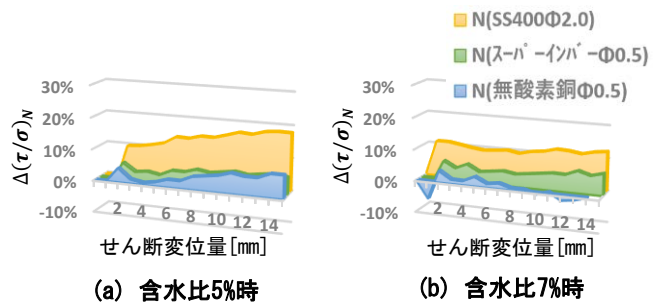 N(SS400Φ2.0)
N(ｽｰﾊﾟｰｲﾝﾊﾞｰΦ0.5)
N(無酸素銅Φ0.5)
Δ(τ/σ)N
30%
20%
10%
0%
-10%
2 4 6 8 10 12 14
せん断変位量[mm]
(a) 含水比5%時
Δ(τ/σ)N
30%
20%
10%
0%
-10%
2 4 6 8 10 12 14
せん断変位量[mm]
(b) 含水比7%時